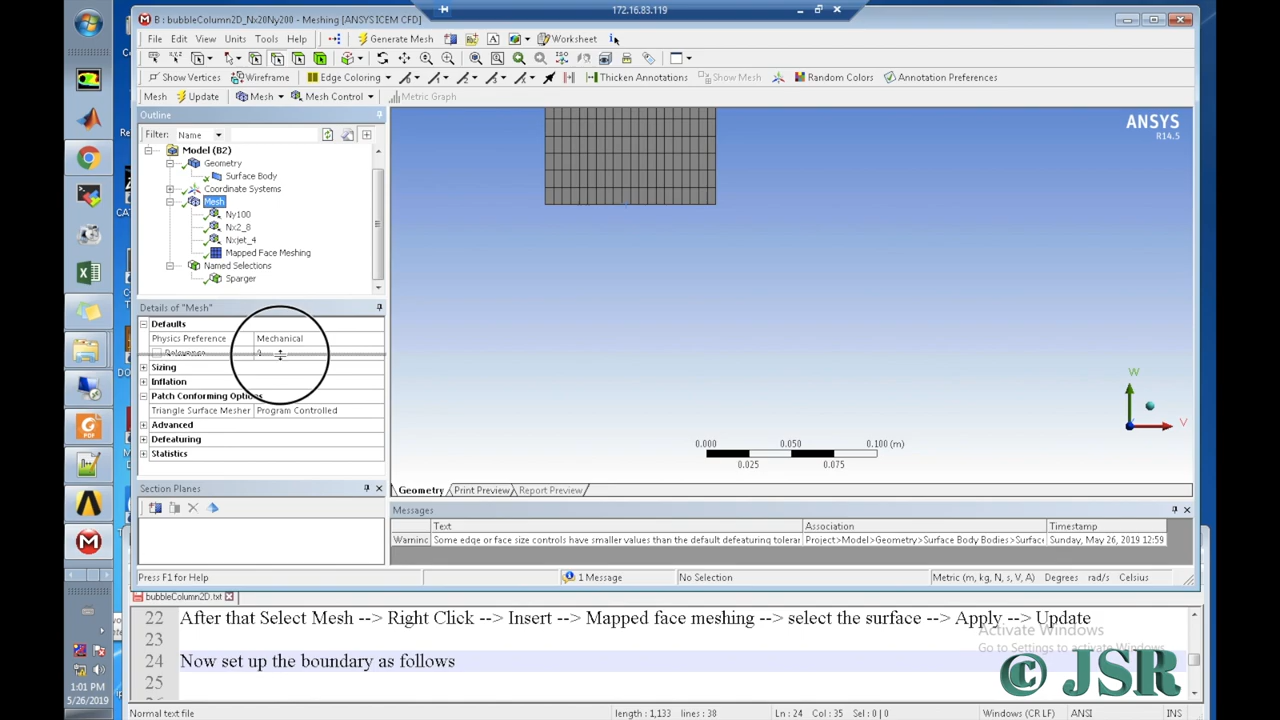 172.16.83.119
B : bubbleColumn2D_Nx20Ny200 - Meshing [ANSYS ICEM CFD]
File Edit View Units Tools Help Generate Mesh Worksheet
Show Vertices Wireframe Edge Coloring Thicken Annotations Show Mesh Random Colors Annotation Preferences
Mesh Update Mesh Mesh Control Metric Graph
Outline
Filter: Name
Model (B2)
Geometry
Surface Body
Coordinate Systems
Mesh
Ny100
Nx2_8
Nxjet_4
Mapped Face Meshing
Named Selections
Sparger
ANSYS
R14.5
Details of "Mesh"
Defaults
Physics Preference Mechanical
Relevance
Sizing
Inflation
Patch Conforming Options
Triangle Surface Mesher Program Controlled
Advanced
Defeaturing
Statistics
W
V
0.000 0.050 0.100 (m)
0.025 0.075
Section Planes
Geometry Print Preview Report Preview
Messages
Text Association Timestamp
Warninc Some edge or face size controls have smaller values than the default defeaturing tolerar Project>Model>Geometry>Surface Body Bodies>Surface Sunday, May 26, 2019 12:59
Press F1 for Help 1 Message No Selection Metric (m, kg, N, s, V, A) Degrees rad/s Celsius
bubbleColumn2D.txt
22 After that Select Mesh --> Right Click --> Insert --> Mapped face meshing --> select the surface --> Apply --> Update
23
24 Now set up the boundary as follows
25
Activate Windows
Go to Settings to activate Windows.
© JSR
1:01 PM
5/26/2019
Normal text file length : 1,133 lines : 38 Ln : 24 Col : 35 Sel : 0 | 0 Windows (CR LF) ANSI INS